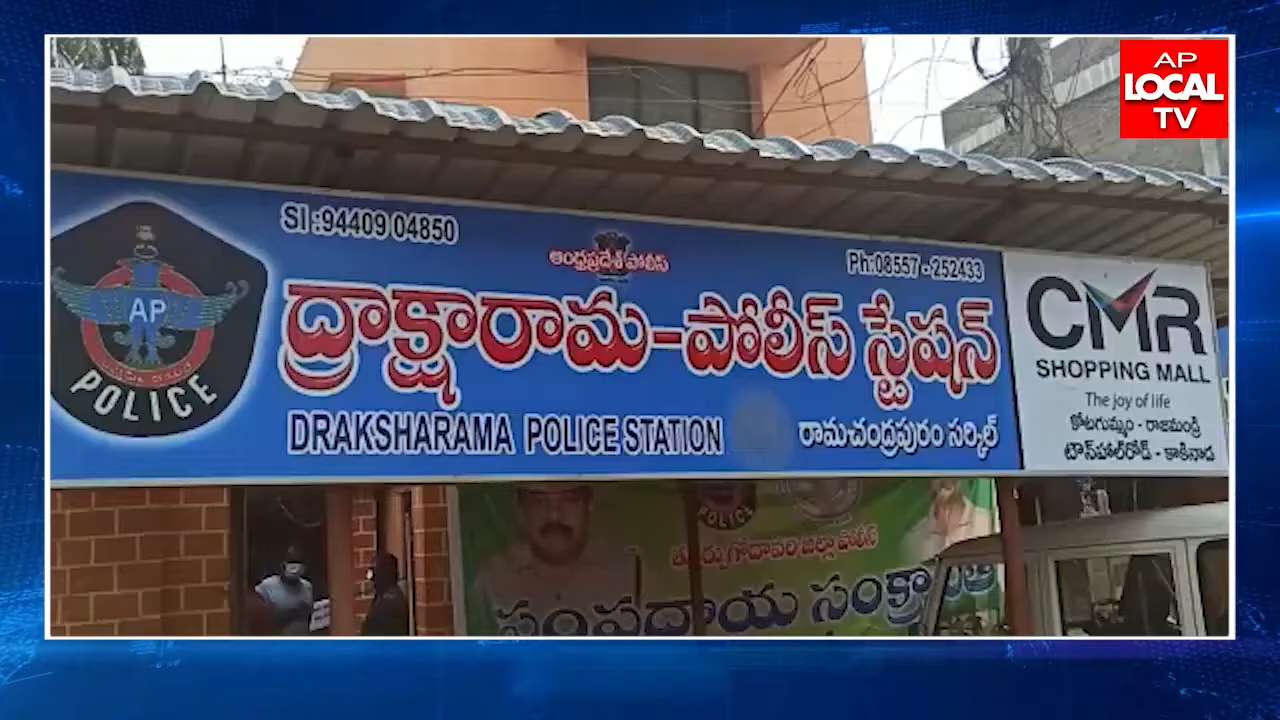 AP
LOCAL
TV
SI :94409 04850
ఆంధ్రప్రదేశ్ పోలీస్
Ph:08557-252433
AP
POLICE
ద్రాక్షారామ-పోలీస్ స్టేషన్
DRAKSHARAMA POLICE STATION
రామచంద్రపురం సర్కిల్
CMR
SHOPPING MALL
The joy of life
కోటగుమ్మం - రాజమండ్రి
టౌన్‌హాల్‌రోడ్ - కాకినాడ
POLICE
తూర్పుగోదావరి జిల్లా పోలీస్
సంప్రదాయ సంక్రాంతి